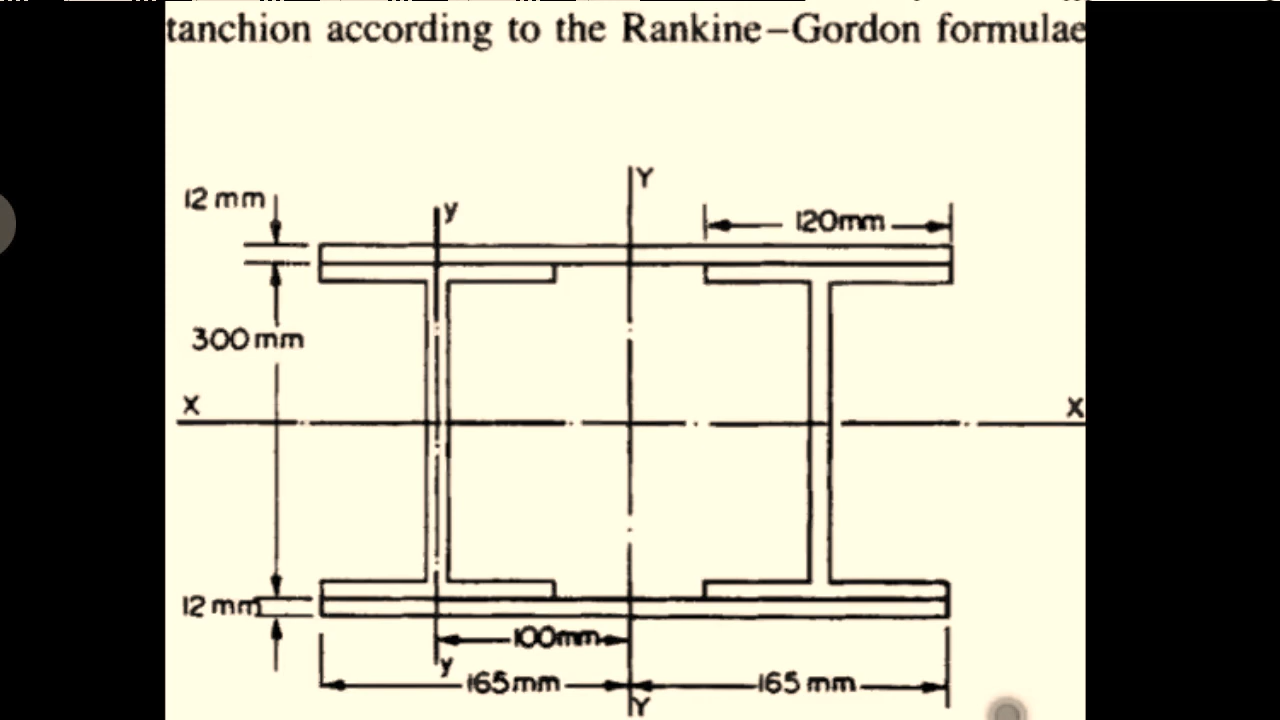 tanchion according to the Rankine–Gordon formulae
Y
12 mm
y
120mm
300mm
X
X
12 mm
100mm
y
165mm
165 mm
Y